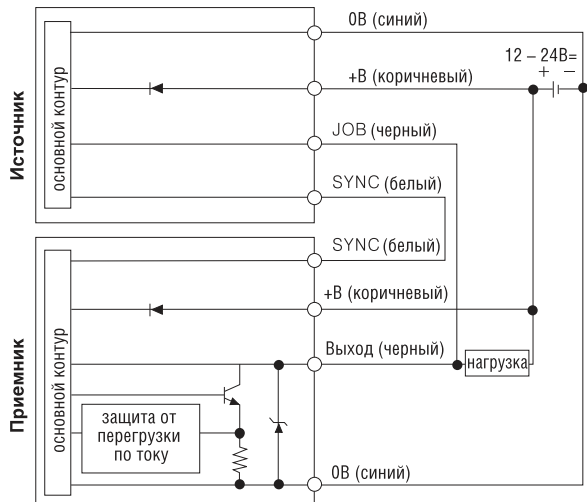 Источник
основной контур
0В (синий)
12 – 24В=
+ –
+В (коричневый)
JOB (черный)
SYNC (белый)
Приемник
основной контур
SYNC (белый)
+В (коричневый)
Выход (черный)
нагрузка
защита от
перегрузки
по току
0В (синий)